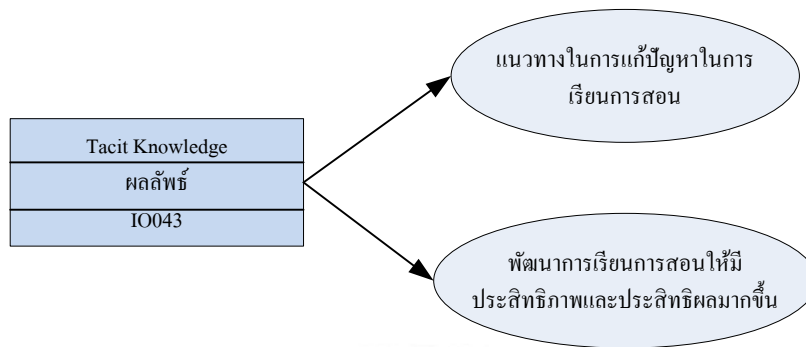 แนวทางในการแก้ปัญหาในการ
เรียนการสอน
Tacit Knowledge
ผลลัพธ์
IO043
พัฒนาการเรียนการสอนให้มี
ประสิทธิภาพและประสิทธิผลมากขึ้น